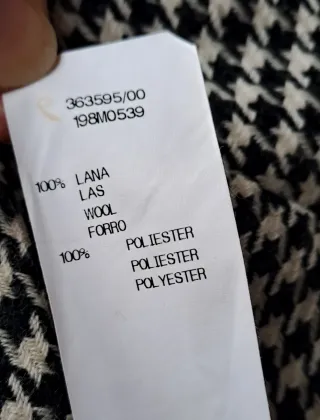 363595/00
198M0539
100% LANA
LAS
WOOL
FORRO
100% POLIESTER
POLIESTER
POLYESTER